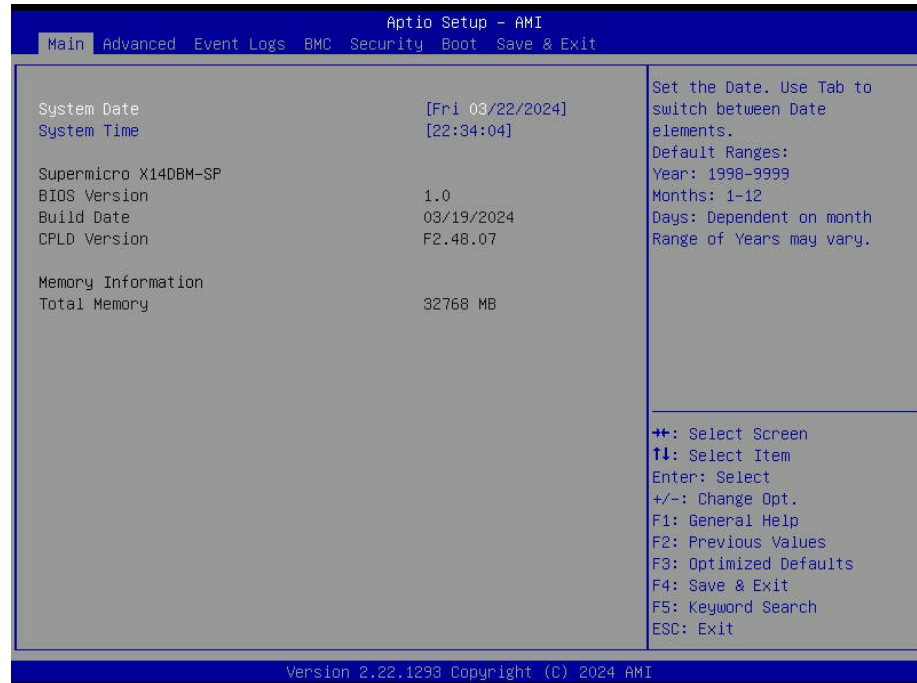 Aptio Setup - AMI
Main Advanced Event Logs BMC Security Boot Save & Exit
System Date [Fri 03/22/2024]
System Time [22:34:04]
Supermicro X14DBM-SP
BIOS Version 1.0
Build Date 03/19/2024
CPLD Version F2.48.07
Memory Information
Total Memory 32768 MB
Set the Date. Use Tab to
switch between Date
elements.
Default Ranges:
Year: 1998-9999
Months: 1-12
Days: Dependent on month
Range of Years may vary.
→←: Select Screen
↑↓: Select Item
Enter: Select
+/-: Change Opt.
F1: General Help
F2: Previous Values
F3: Optimized Defaults
F4: Save & Exit
F5: Keyword Search
ESC: Exit
Version 2.22.1293 Copyright (C) 2024 AMI